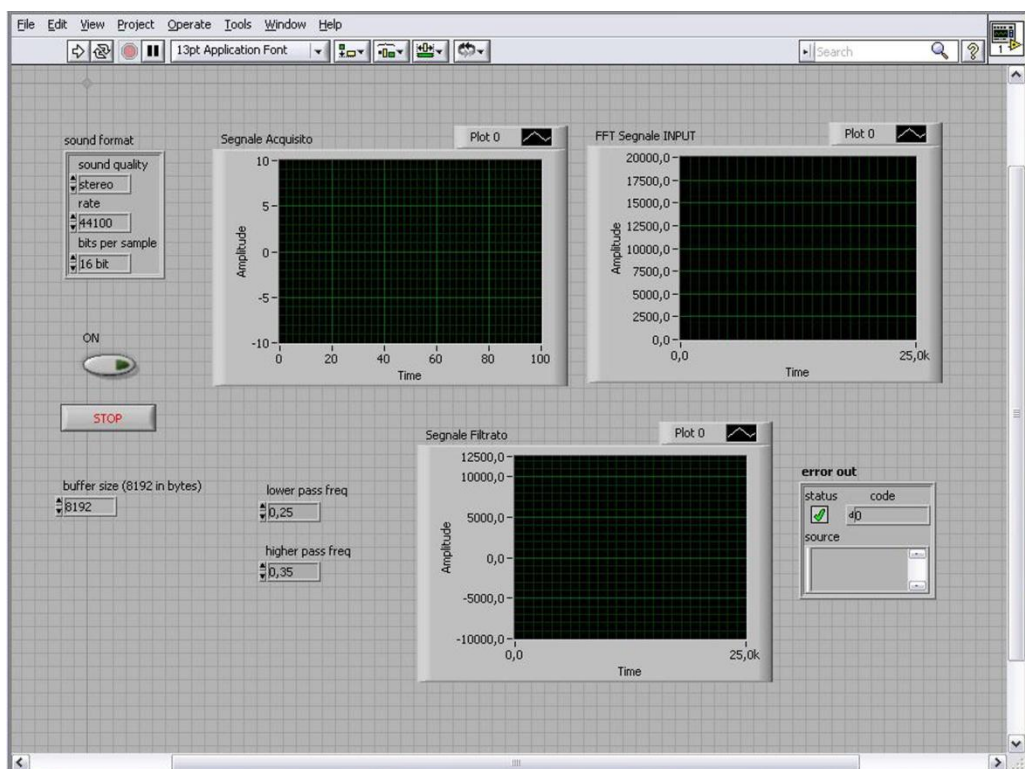 File Edit View Project Operate Tools Window Help
13pt Application Font
Search
?
1
sound format
sound quality
stereo
rate
44100
bits per sample
16 bit
ON
STOP
buffer size (8192 in bytes)
8192
Segnale Acquisito
Plot 0
Amplitude
10
5
0
-5
-10
0 20 40 60 80 100
Time
FFT Segnale INPUT
Plot 0
Amplitude
20000,0
17500,0
15000,0
12500,0
10000,0
7500,0
5000,0
2500,0
0,0
0,0 25,0k
Time
lower pass freq
0,25
higher pass freq
0,35
Segnale Filtrato
Plot 0
Amplitude
12500,0
10000,0
5000,0
0,0
-5000,0
-10000,0
0,0 25,0k
Time
error out
status code
d0
source